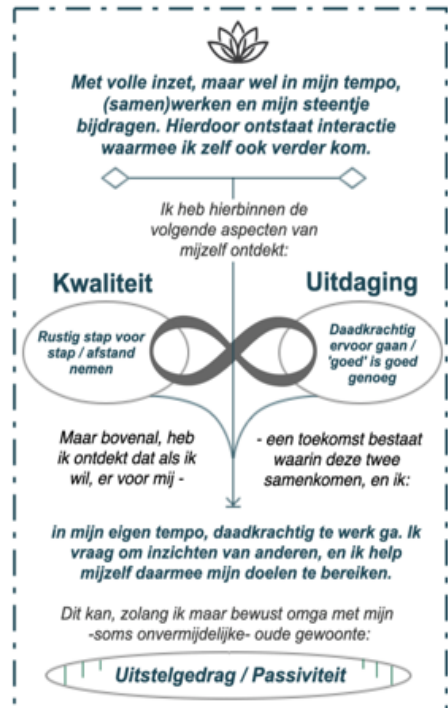 Met volle inzet, maar wel in mijn tempo,
(samen)werken en mijn steentje
bijdragen. Hierdoor ontstaat interactie
waarmee ik zelf ook verder kom.
Ik heb hierbinnen de
volgende aspecten van
mijzelf ontdekt:
Kwaliteit
Rustig stap voor
stap / afstand
nemen
Uitdaging
Daadkrachtig
ervoor gaan /
'goed' is goed
genoeg
Maar bovenal, heb
ik ontdekt dat als ik
wil, er voor mij -
- een toekomst bestaat
waarin deze twee
samenkomen, en ik:
in mijn eigen tempo, daadkrachtig te werk ga. Ik
vraag om inzichten van anderen, en ik help
mijzelf daarmee mijn doelen te bereiken.
Dit kan, zolang ik maar bewust omga met mijn
-soms onvermijdelijke- oude gewoonte:
Uitstelgedrag / Passiviteit